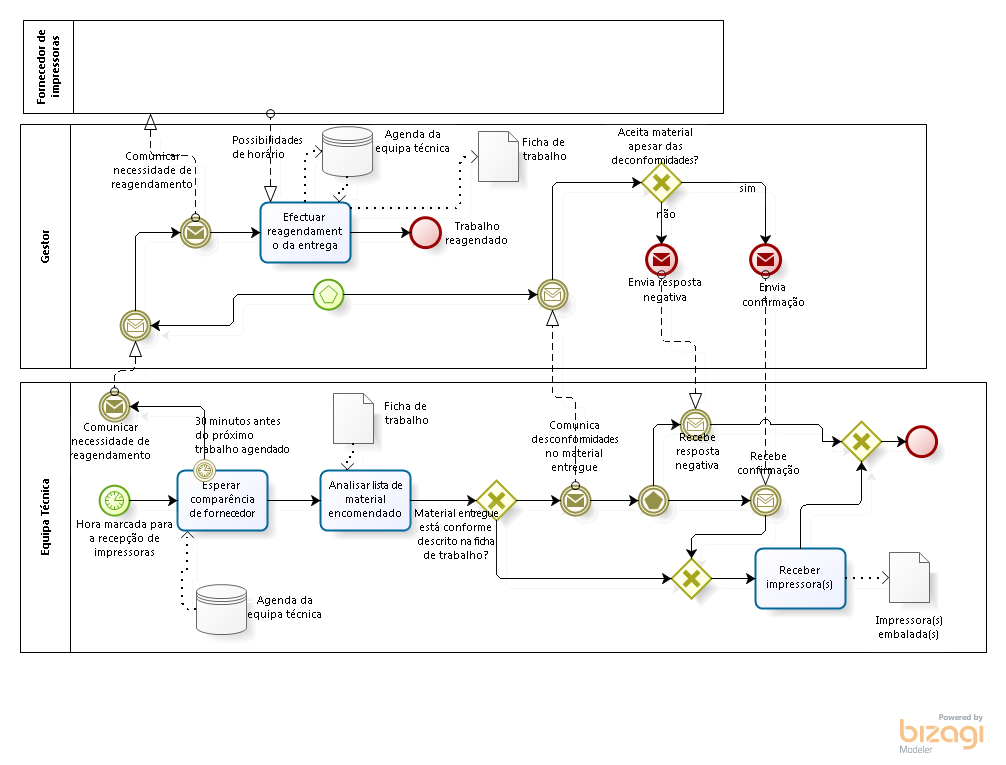 Fornecedor de
impressoras
Gestor
Comunicar
necessidade de
reagendamento
Possibilidades
de horário
Agenda da
equipa técnica
Ficha de
trabalho
Efectuar
reagendament
o da entrega
Trabalho
reagendado
Aceita material
apesar das
deconformidades?
sim
não
Envia resposta
negativa
Envia
confirmação
Equipa Técnica
Comunicar
necessidade de
reagendamento
30 minutos antes
do próximo
trabalho agendado
Ficha de
trabalho
Comunica
desconfomidades
no material
entregue
Recebe
resposta
negativa
Recebe
confirmação
Hora marcada para
a recepção de
impressoras
Esperar
comparência
de fornecedor
Analisar lista de
material
encomendado
Material entregue
está conforme
descrito na ficha
de trabalho?
Agenda da
equipa técnica
Receber
impressora(s)
Impressora(s)
embalada(s)
Powered by
bizagi
Modeler